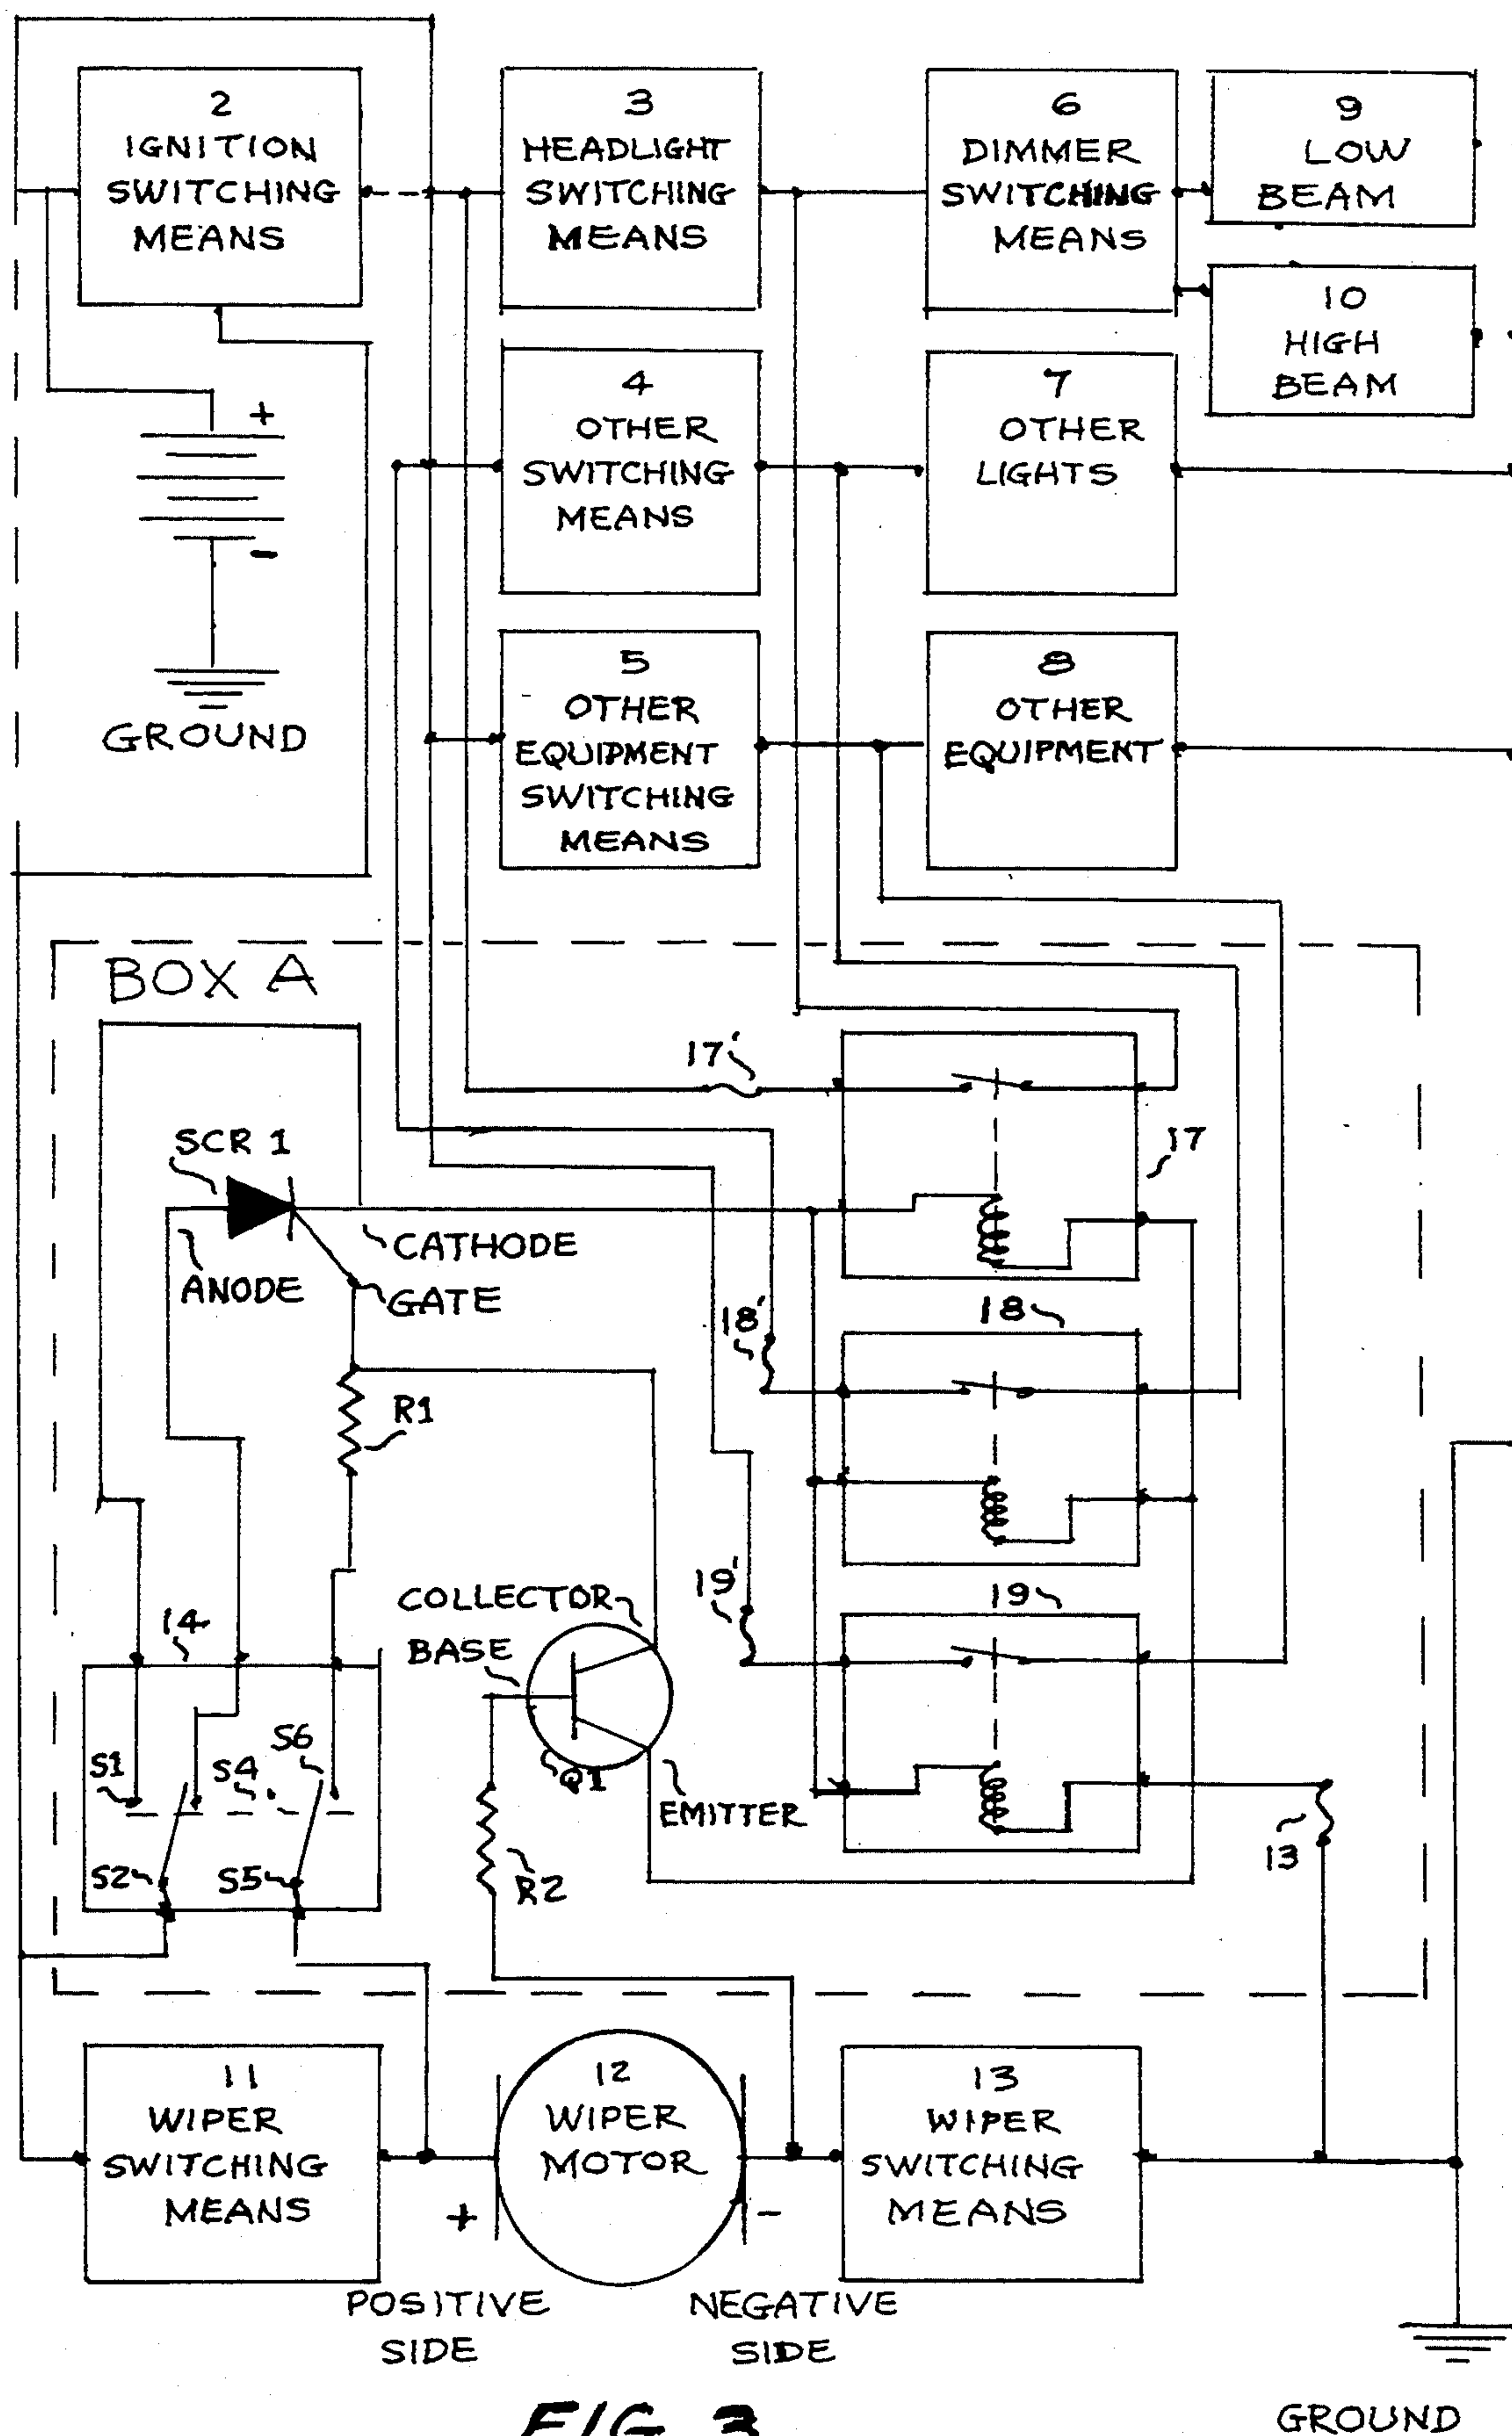 2
IGNITION
SWITCHING
MEANS
3
HEADLIGHT
SWITCHING
MEANS
6
DIMMER
SWITCHING
MEANS
9
LOW
BEAM
10
HIGH
BEAM
4
OTHER
SWITCHING
MEANS
7
OTHER
LIGHTS
+
-
GROUND
5
OTHER
EQUIPMENT
SWITCHING
MEANS
8
OTHER
EQUIPMENT
BOX A
17'
17
SCR 1
CATHODE
ANODE
GATE
18
18'
R1
19'
19
COLLECTOR
BASE
14
S1
S4
S6
Q1
EMITTER
S2
S5
R2
13
11
WIPER
SWITCHING
MEANS
12
WIPER
MOTOR
13
WIPER
SWITCHING
MEANS
+
-
POSITIVE
SIDE
NEGATIVE
SIDE
FIG 3
GROUND